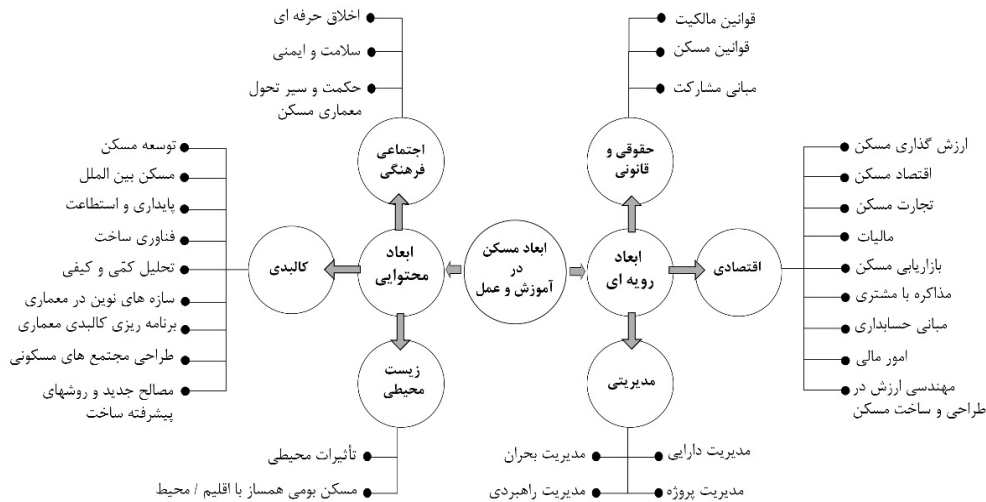 قوانین مالکیت
قوانین مسکن
مبانی مشارکت
حقوقی و
قانونی
اخلاق حرفه ای
سلامت و ایمنی
حکمت و سیر تحول
معماری مسکن
اجتماعی
فرهنگی
ارزش گذاری مسکن
اقتصاد مسکن
تجارت مسکن
مالیات
بازاریابی مسکن
مذاکره با مشتری
مبانی حسابداری
امور مالی
مهندسی ارزش در
طراحی و ساخت مسکن
اقتصادی
ابعاد
رویه ای
ابعاد مسکن
در
آموزش و عمل
ابعاد
محتوایی
کالبدی
توسعه مسکن
مسکن بین الملل
پایداری و استطاعت
فناوری ساخت
تحلیل کمّی و کیفی
سازه های نوین در معماری
برنامه ریزی کالبدی معماری
طراحی مجتمع های مسکونی
مصالح جدید و روشهای
پیشرفته ساخت
مدیریتی
مدیریت دارایی
مدیریت بحران
مدیریت پروژه
مدیریت راهبردی
زیست
محیطی
تأثیرات محیطی
مسکن بومی همساز با اقلیم / محیط